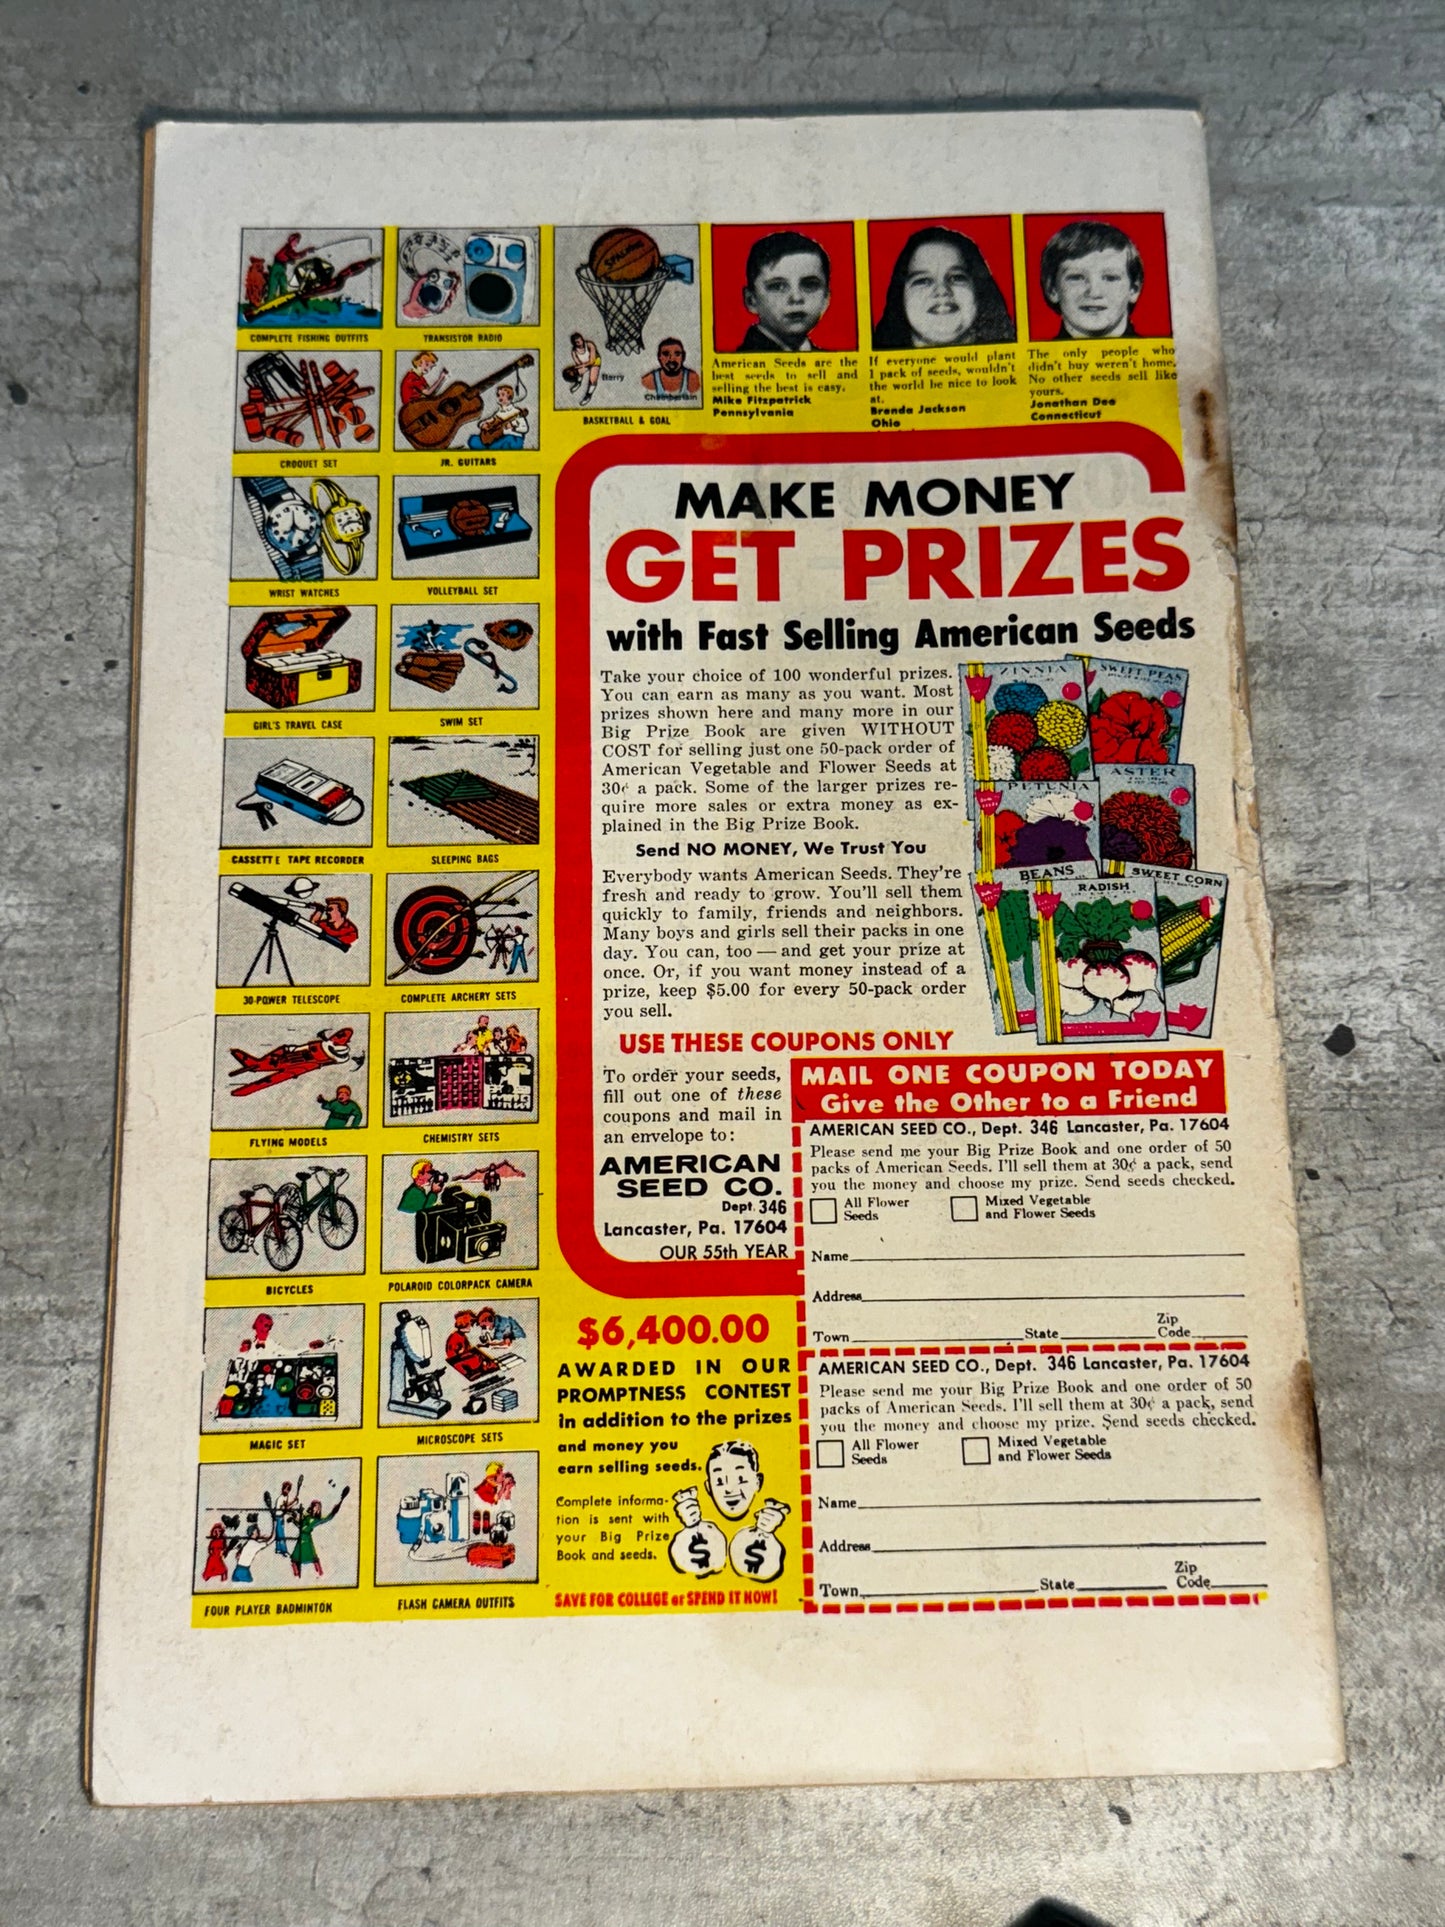 COMPLETE FISHING OUTFITS
TRANSISTOR RADIO
SPALDING
Barry
Chamberlain
BASKETBALL & GOAL
CROQUET SET
JR. GUITARS
WRIST WATCHES
VOLLEYBALL SET
GIRL'S TRAVEL CASE
SWIM SET
CASSETTE TAPE RECORDER
SLEEPING BAGS
30-POWER TELESCOPE
COMPLETE ARCHERY SETS
FLYING MODELS
CHEMISTRY SETS
BICYCLES
POLAROID COLORPACK CAMERA
MAGIC SET
MICROSCOPE SETS
FOUR PLAYER BADMINTON
FLASH CAMERA OUTFITS
American Seeds are the
best seeds to sell and
selling the best is easy.
Mike Fitzpatrick
Pennsylvania
If everyone would plant
1 pack of seeds, wouldn't
the world be nice to look
at.
Brenda Jackson
Ohio
The only people who
didn't buy weren't home.
No other seeds sell like
yours.
Jonathan Dee
Connecticut
MAKE MONEY
GET PRIZES
with Fast Selling American Seeds
Take your choice of 100 wonderful prizes.
You can earn as many as you want. Most
prizes shown here and many more in our
Big Prize Book are given WITHOUT
COST for selling just one 50-pack order of
American Vegetable and Flower Seeds at
30¢ a pack. Some of the larger prizes re-
quire more sales or extra money as ex-
plained in the Big Prize Book.
Send NO MONEY, We Trust You
Everybody wants American Seeds. They're
fresh and ready to grow. You'll sell them
quickly to family, friends and neighbors.
Many boys and girls sell their packs in one
day. You can, too — and get your prize at
once. Or, if you want money instead of a
prize, keep $5.00 for every 50-pack order
you sell.
ZINNIA
SWEET PEAS
ASTER
PETUNIA
BEANS
RADISH
SWEET CORN
USE THESE COUPONS ONLY
To order your seeds,
fill out one of these
coupons and mail in
an envelope to:
AMERICAN
SEED CO.
Dept. 346
Lancaster, Pa. 17604
OUR 55th YEAR
MAIL ONE COUPON TODAY
Give the Other to a Friend
AMERICAN SEED CO., Dept. 346 Lancaster, Pa. 17604
Please send me your Big Prize Book and one order of 50
packs of American Seeds. I'll sell them at 30¢ a pack, send
you the money and choose my prize. Send seeds checked.
All Flower
Seeds
Mixed Vegetable
and Flower Seeds
Name
Address
Town State Zip
Code
AMERICAN SEED CO., Dept. 346 Lancaster, Pa. 17604
Please send me your Big Prize Book and one order of 50
packs of American Seeds. I'll sell them at 30¢ a pack, send
you the money and choose my prize. Send seeds checked.
All Flower
Seeds
Mixed Vegetable
and Flower Seeds
Name
Address
Town State Zip
Code
$6,400.00
AWARDED IN OUR
PROMPTNESS CONTEST
in addition to the prizes
and money you
earn selling seeds.
Complete informa-
tion is sent with
your Big Prize
Book and seeds.
$ $
SAVE FOR COLLEGE or SPEND IT NOW!